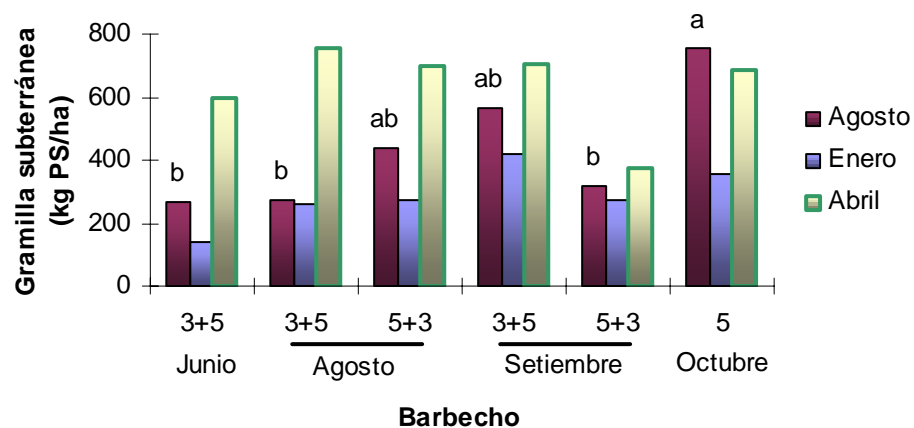 Gramilla subterránea
(kg PS/ha)
800
600
400
200
0
b
b
ab
ab
b
a
3+5
3+5
5+3
3+5
5+3
5
Junio
Agosto
Setiembre
Octubre
Barbecho
Agosto
Enero
Abril